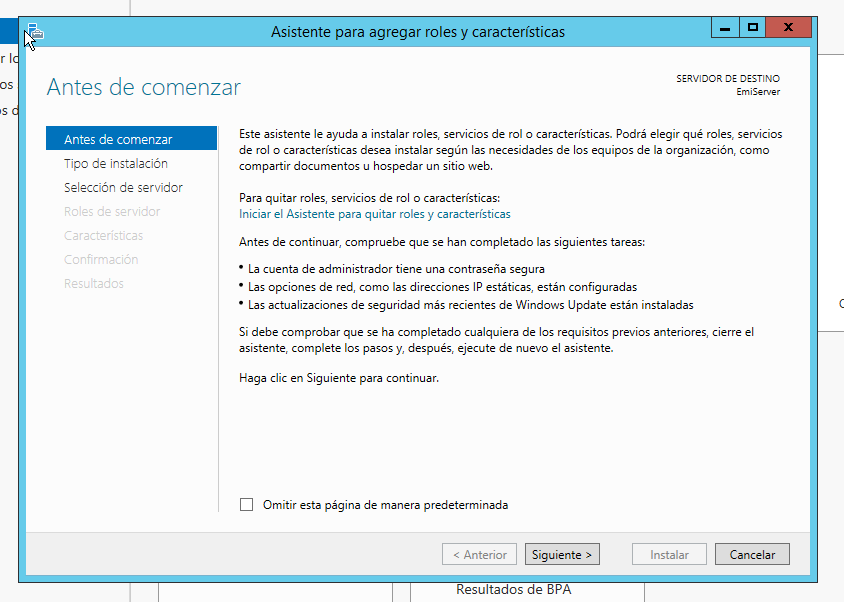 Asistente para agregar roles y características
Antes de comenzar
SERVIDOR DE DESTINO
EmiServer
Antes de comenzar
Tipo de instalación
Selección de servidor
Roles de servidor
Características
Confirmación
Resultados
Este asistente le ayuda a instalar roles, servicios de rol o características. Podrá elegir qué roles, servicios
de rol o características desea instalar según las necesidades de los equipos de la organización, como
compartir documentos u hospedar un sitio web.
Para quitar roles, servicios de rol o características:
Iniciar el Asistente para quitar roles y características
Antes de continuar, compruebe que se han completado las siguientes tareas:
• La cuenta de administrador tiene una contraseña segura
• Las opciones de red, como las direcciones IP estáticas, están configuradas
• Las actualizaciones de seguridad más recientes de Windows Update están instaladas
Si debe comprobar que se ha completado cualquiera de los requisitos previos anteriores, cierre el
asistente, complete los pasos y, después, ejecute de nuevo el asistente.
Haga clic en Siguiente para continuar.
Omitir esta página de manera predeterminada
< Anterior
Siguiente >
Instalar
Cancelar
Resultados de BPA